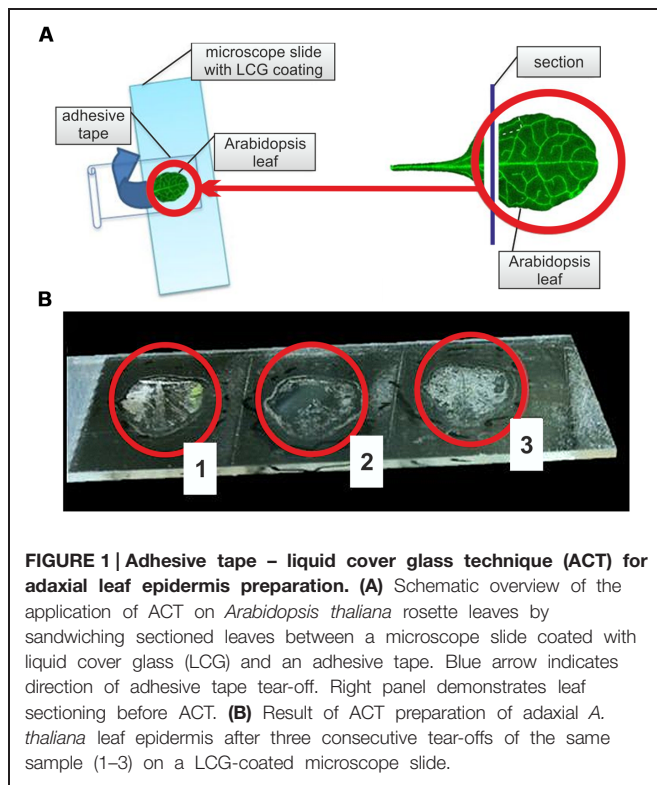 A
microscope slide
with LCG coating
adhesive
tape
Arabidopsis
leaf
section
Arabidopsis
leaf
B
1
2
3
FIGURE 1 | Adhesive tape – liquid cover glass technique (ACT) for
adaxial leaf epidermis preparation. (A) Schematic overview of the
application of ACT on Arabidopsis thaliana rosette leaves by
sandwiching sectioned leaves between a microscope slide coated with
liquid cover glass (LCG) and an adhesive tape. Blue arrow indicates
direction of adhesive tape tear-off. Right panel demonstrates leaf
sectioning before ACT. (B) Result of ACT preparation of adaxial A.
thaliana leaf epidermis after three consecutive tear-offs of the same
sample (1–3) on a LCG-coated microscope slide.